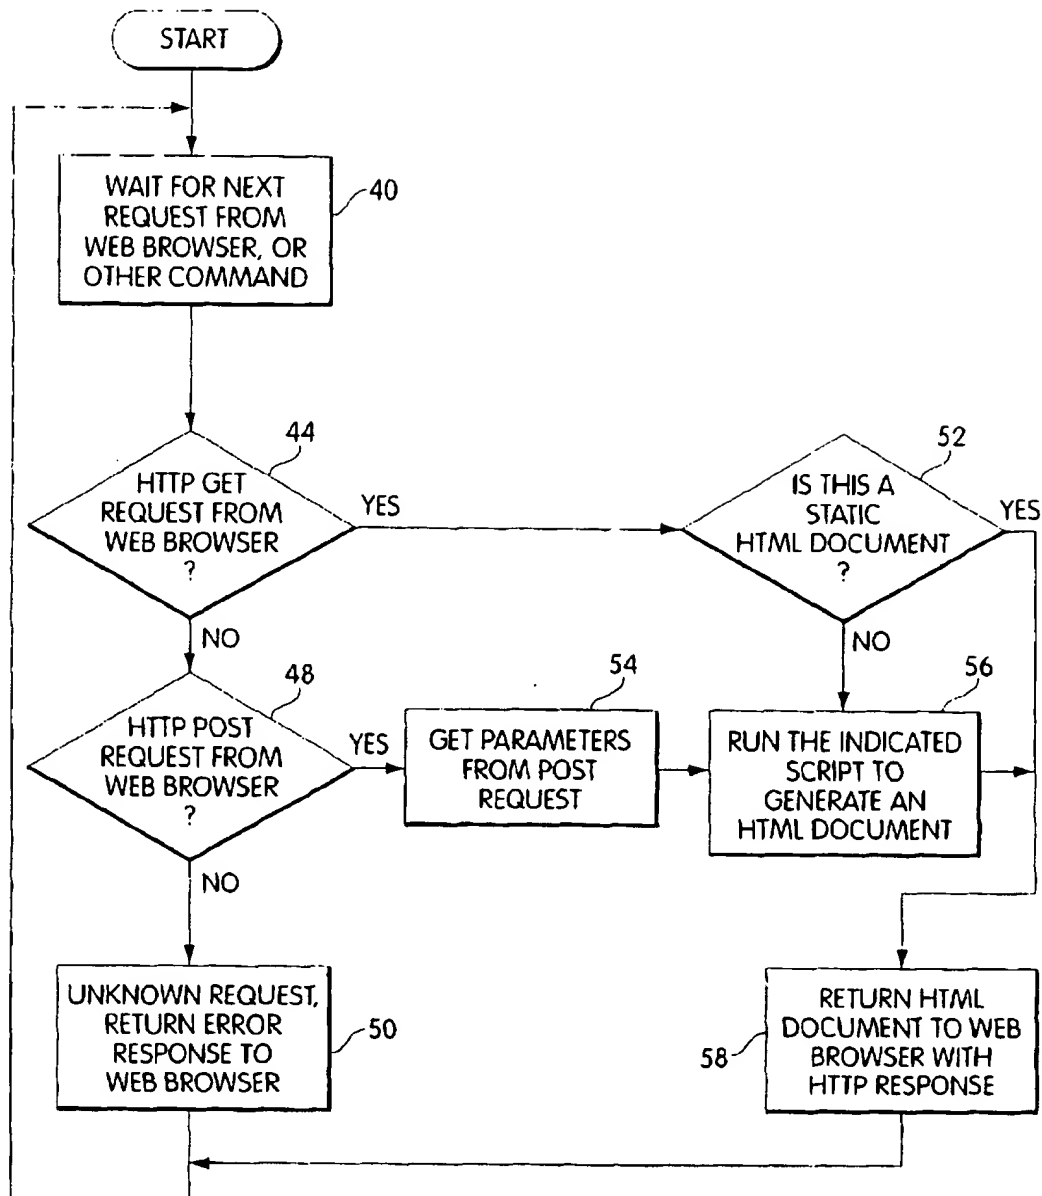 START
WAIT FOR NEXT
REQUEST FROM
WEB BROWSER, OR
OTHER COMMAND
40
HTTP GET
REQUEST FROM
WEB BROWSER
?
44
YES
NO
IS THIS A
STATIC
HTML DOCUMENT
?
52
YES
NO
HTTP POST
REQUEST FROM
WEB BROWSER
?
48
YES
NO
GET PARAMETERS
FROM POST
REQUEST
54
RUN THE INDICATED
SCRIPT TO
GENERATE AN
HTML DOCUMENT
56
UNKNOWN REQUEST,
RETURN ERROR
RESPONSE TO
WEB BROWSER
50
RETURN HTML
DOCUMENT TO WEB
BROWSER WITH
HTTP RESPONSE
58